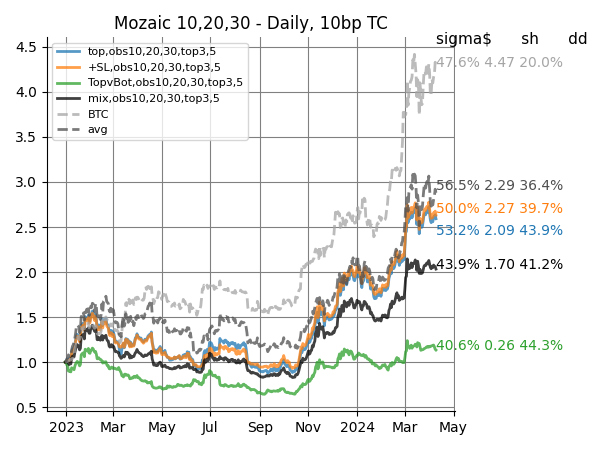 Mozaic 10,20,30 - Daily, 10bp TC
sigma$ sh dd
top,obs10,20,30,top3,5
+SL,obs10,20,30,top3,5
TopvBot,obs10,20,30,top3,5
mix,obs10,20,30,top3,5
BTC
avg
47.6% 4.47 20.0%
56.5% 2.29 36.4%
50.0% 2.27 39.7%
53.2% 2.09 43.9%
43.9% 1.70 41.2%
40.6% 0.26 44.3%
4.5
4.0
3.5
3.0
2.5
2.0
1.5
1.0
0.5
2023 Mar May Jul Sep Nov 2024 Mar May